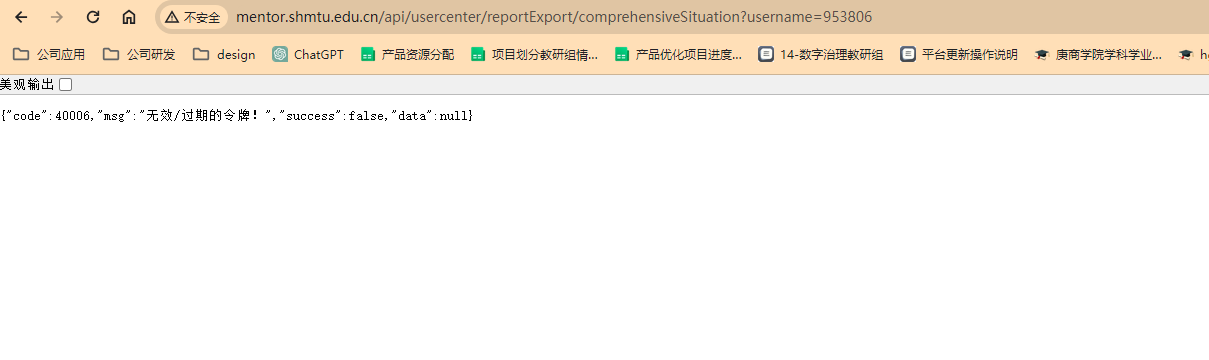 不安全 mentor.shmtu.edu.cn/api/usercenter/reportExport/comprehensiveSituation?username=953806
公司应用 公司研发 design ChatGPT 产品资源分配 项目划分教研组情... 产品优化项目进度... 14-数字治理教研组 平台更新操作说明 庚商学院学科学业... h
美观输出
{"code":40006,"msg":"无效/过期的令牌！","success":false,"data":null}